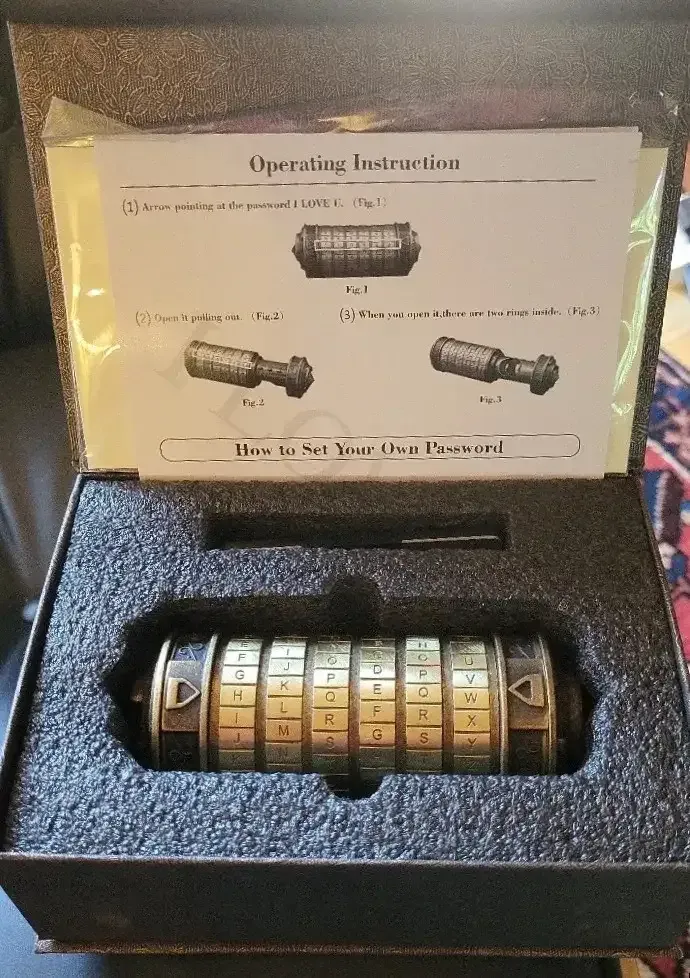 Operating Instruction
(1) Arrow pointing at the password I LOVE U. (Fig.1)
Fig.1
(2) Open it pulling out. (Fig.2)
(3) When you open it,there are two rings inside. (Fig.3)
Fig.2
Fig.3
How to Set Your Own Password
F I O O U
G J P D P V
H K Q E Q W
I L R F R X
J M S G S Y